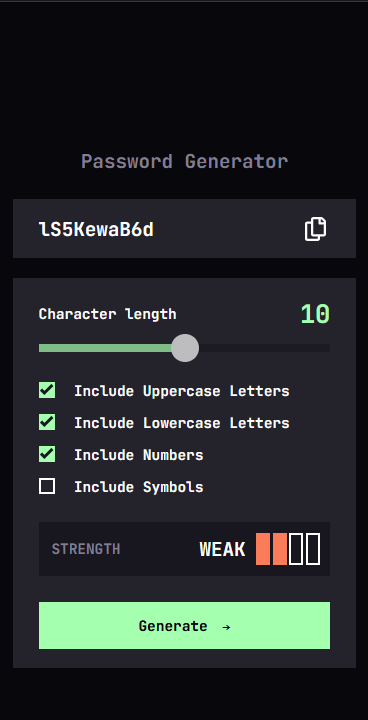 Password Generator
lS5KewaB6d
Character length
10
Include Uppercase Letters
Include Lowercase Letters
Include Numbers
Include Symbols
STRENGTH WEAK
Generate →